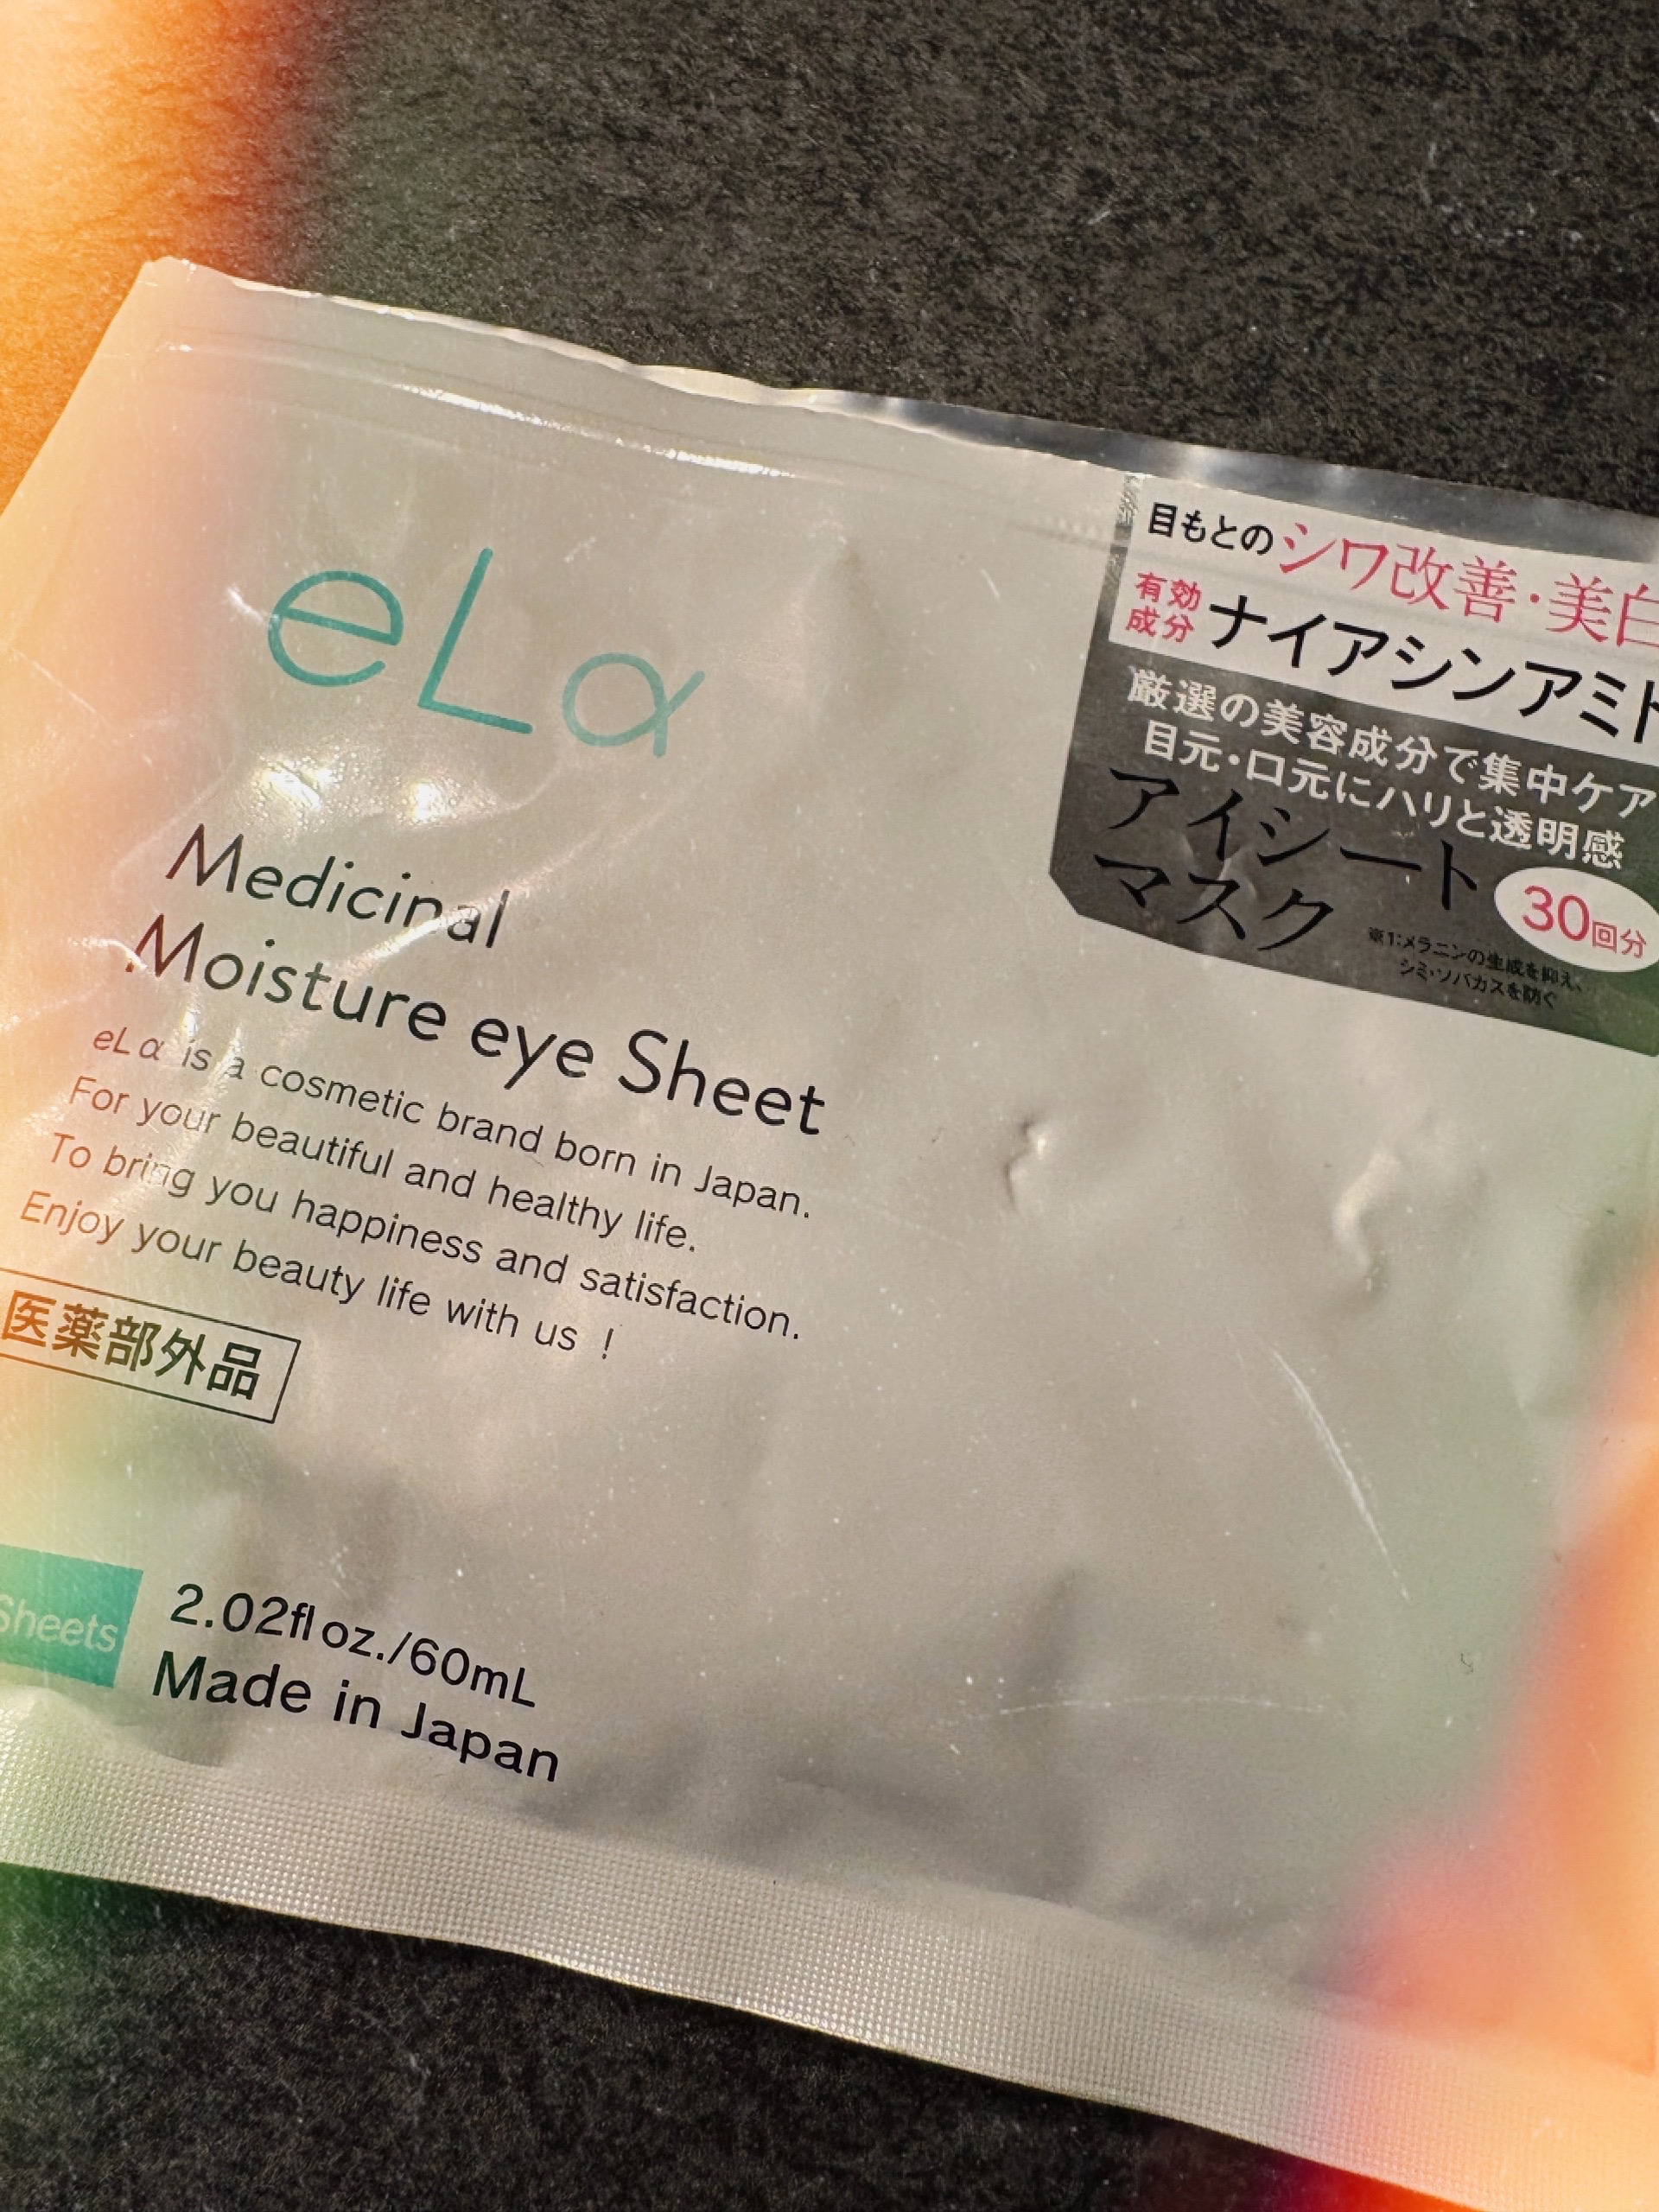 eLα
Medicinal
Moisture eye Sheet
eLα is a cosmetic brand born in Japan.
For your beautiful and healthy life.
To bring you happiness and satisfaction.
Enjoy your beauty life with us !
医薬部外品
Sheets
2.02fl oz./60mL
Made in Japan
目もとのシワ改善・美白
有効成分 ナイアシンアミド
厳選の美容成分で集中ケア
目元・口元にハリと透明感
アイシート
マスク
30回分
※1:メラニンの生成を抑え、
シミ・ソバカスを防ぐ